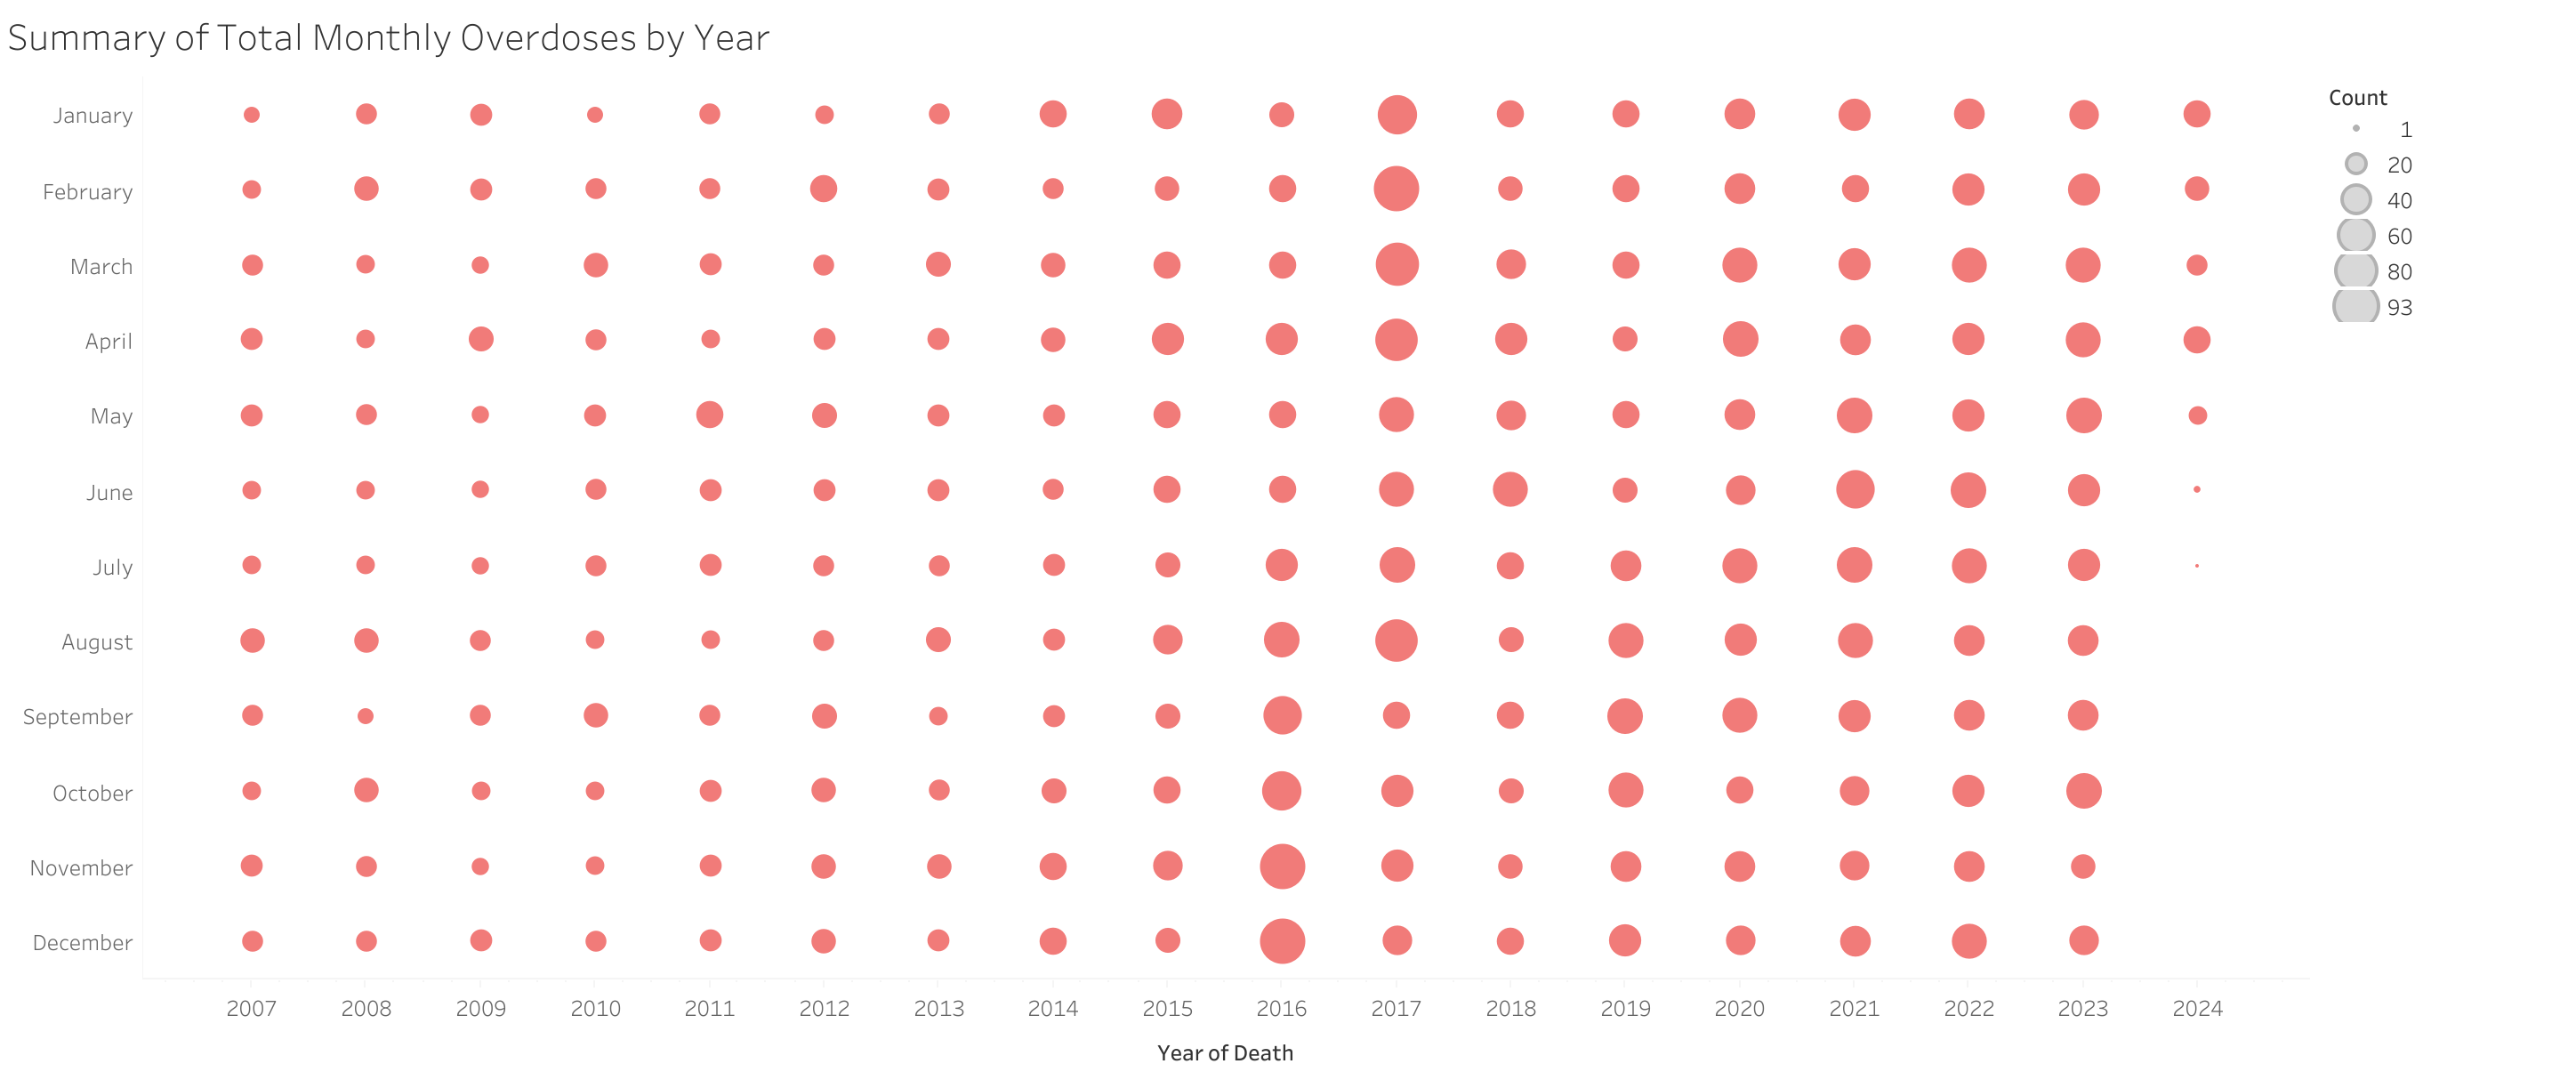 Summary of Total Monthly Overdoses by Year
January
February
March
April
May
June
July
August
September
October
November
December
2007 2008 2009 2010 2011 2012 2013 2014 2015 2016 2017 2018 2019 2020 2021 2022 2023 2024
Year of Death
Count
1
20
40
60
80
93